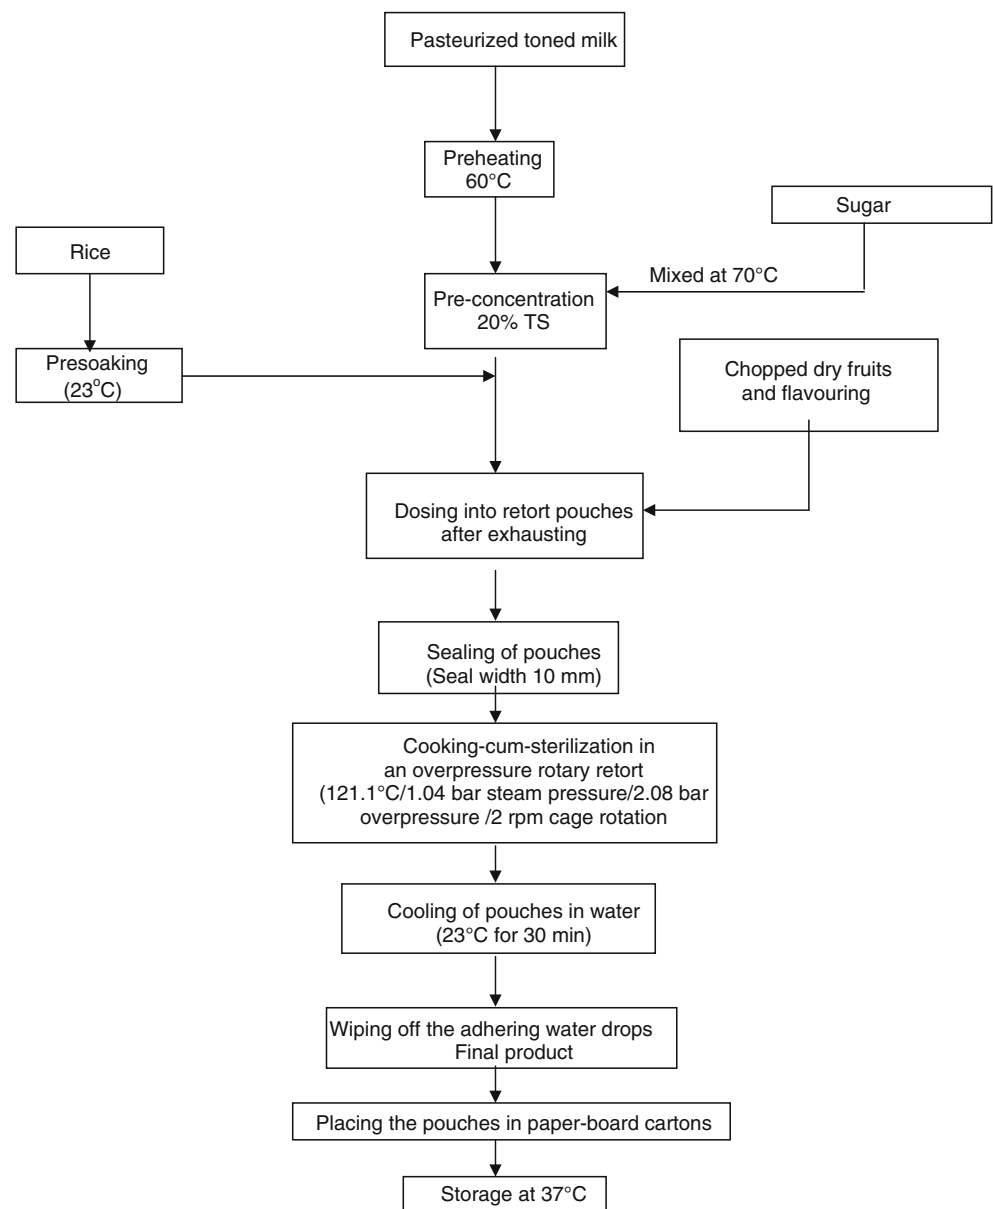 Pasteurized toned milk
Preheating
60°C
Sugar
Rice
Mixed at 70°C
Pre-concentration
20% TS
Presoaking
(23°C)
Chopped dry fruits
and flavouring
Dosing into retort pouches
after exhausting
Sealing of pouches
(Seal width 10 mm)
Cooking-cum-sterilization in
an overpressure rotary retort
(121.1°C/1.04 bar steam pressure/2.08 bar
overpressure /2 rpm cage rotation
Cooling of pouches in water
(23°C for 30 min)
Wiping off the adhering water drops
Final product
Placing the pouches in paper-board cartons
Storage at 37°C